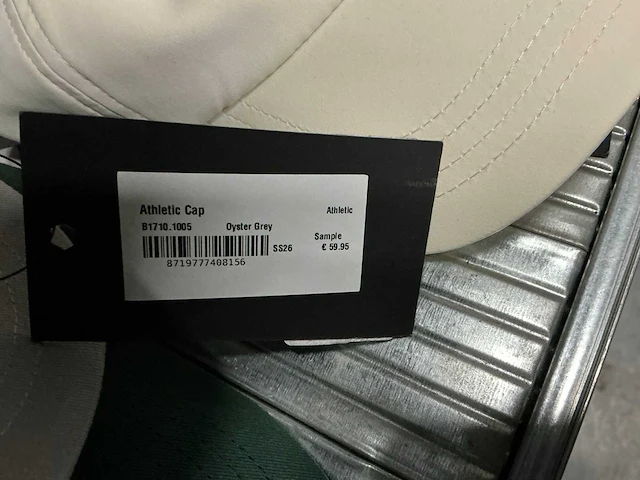 Athletic Cap Athletic
B1710.1005 Oyster Grey
Sample
SS26 € 59.95
8719777408156